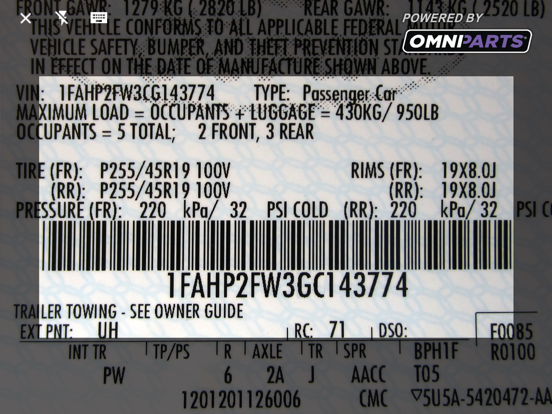 FRONT GAWR: 1279 KG ( 2820 LB) REAR GAWR: 1143 KG ( 2520 LB)
POWERED BY
OMNIPARTS
THIS VEHICLE CONFORMS TO ALL APPLICABLE FEDERAL
VEHICLE SAFETY, BUMPER, AND THEFT PREVENTION
IN EFFECT ON THE DATE OF MANUFACTURE SHOWN ABOVE.
VIN: 1FAHP2FW3CG143774 TYPE: Passenger Car
MAXIMUM LOAD = OCCUPANTS + LUGGAGE = 430KG/ 950LB
OCCUPANTS = 5 TOTAL; 2 FRONT, 3 REAR
TIRE (FR): P255/45R19 100V RIMS (FR): 19X8.0J
(RR): P255/45R19 100V (RR): 19X8.0J
PRESSURE (FR): 220 kPa/ 32 PSI COLD (RR): 220 kPa/ 32 PSI CO
1FAHP2FW3GC143774
TRAILER TOWING - SEE OWNER GUIDE
EXT PNT: UH RC: 71 DSO: F0085
INT TR TP/PS R AXLE TR SPR BPH1F R0100
PW 6 2A J AACC T05
1201201126006 CMC ▽5U5A-5420472-AA